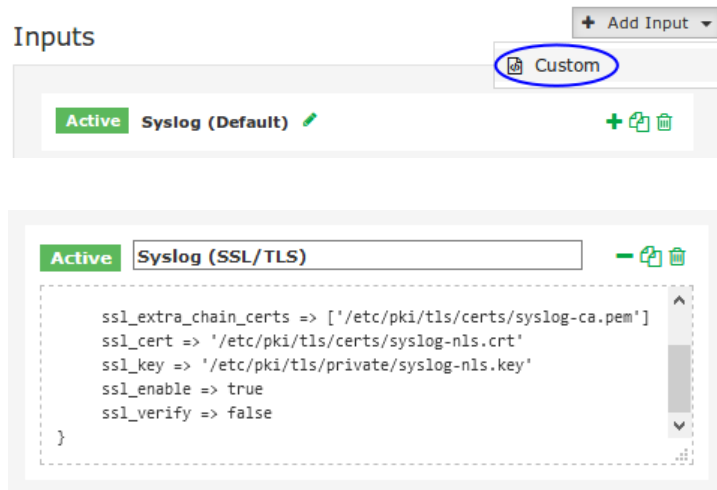 Inputs
+ Add Input
Custom
Active Syslog (Default)
Active Syslog (SSL/TLS)
ssl_extra_chain_certs => ['/etc/pki/tls/certs/syslog-ca.pem']
ssl_cert => '/etc/pki/tls/certs/syslog-nls.crt'
ssl_key => '/etc/pki/tls/private/syslog-nls.key'
ssl_enable => true
ssl_verify => false
}